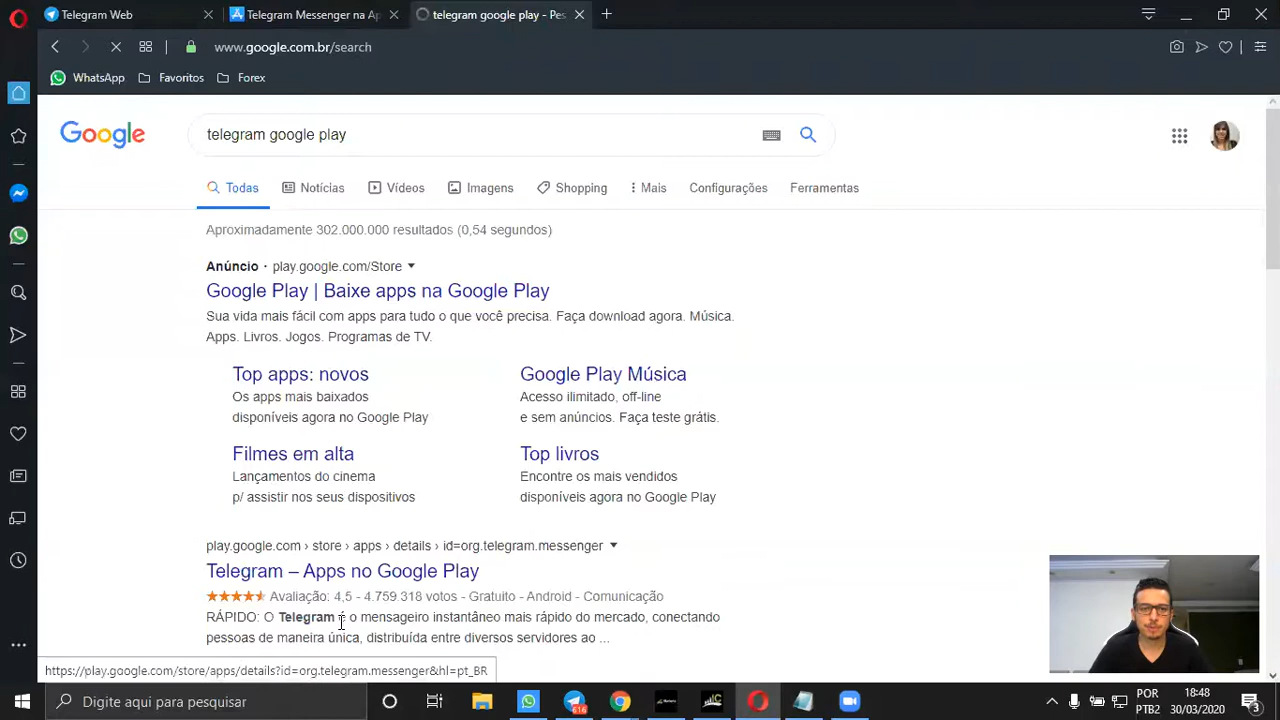 Telegram Web
Telegram Messenger na Ap
telegram google play - Pes
www.google.com.br/search
WhatsApp
Favoritos
Forex
Google
telegram google play
Todas
Notícias
Vídeos
Imagens
Shopping
Mais
Configurações
Ferramentas
Aproximadamente 302.000.000 resultados (0,54 segundos)
Anúncio · play.google.com/Store
Google Play | Baixe apps na Google Play
Sua vida mais fácil com apps para tudo o que você precisa. Faça download agora. Música.
Apps. Livros. Jogos. Programas de TV.
Top apps: novos
Os apps mais baixados
disponíveis agora no Google Play
Google Play Música
Acesso ilimitado, off-line
e sem anúncios. Faça teste grátis.
Filmes em alta
Lançamentos do cinema
p/ assistir nos seus dispositivos
Top livros
Encontre os mais vendidos
disponíveis agora no Google Play
play.google.com › store › apps › details › id=org.telegram.messenger
Telegram – Apps no Google Play
Avaliação: 4,5 - 4.759.318 votos - Gratuito - Android - Comunicação
RÁPIDO: O Telegram é o mensageiro instantâneo mais rápido do mercado, conectando
pessoas de maneira única, distribuída entre diversos servidores ao ...
https://play.google.com/store/apps/details?id=org.telegram.messenger&hl=pt_BR
Digite aqui para pesquisar
616
POR
PTB2
18:48
30/03/2020
3